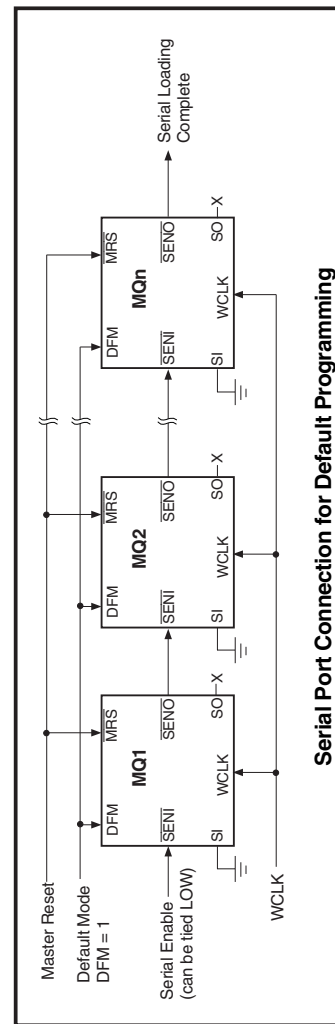 Master Reset
Default Mode
DFM = 1
DFM MRS
DFM MRS
DFM MRS
MQ1
MQ2
MQn
Serial Enable
(can be tied LOW)
SENI SENO
SENI SENO
SENI SENO
Serial Loading
Complete
SI WCLK SO X
SI WCLK SO X
SI WCLK SO X
WCLK
Serial Port Connection for Default Programming